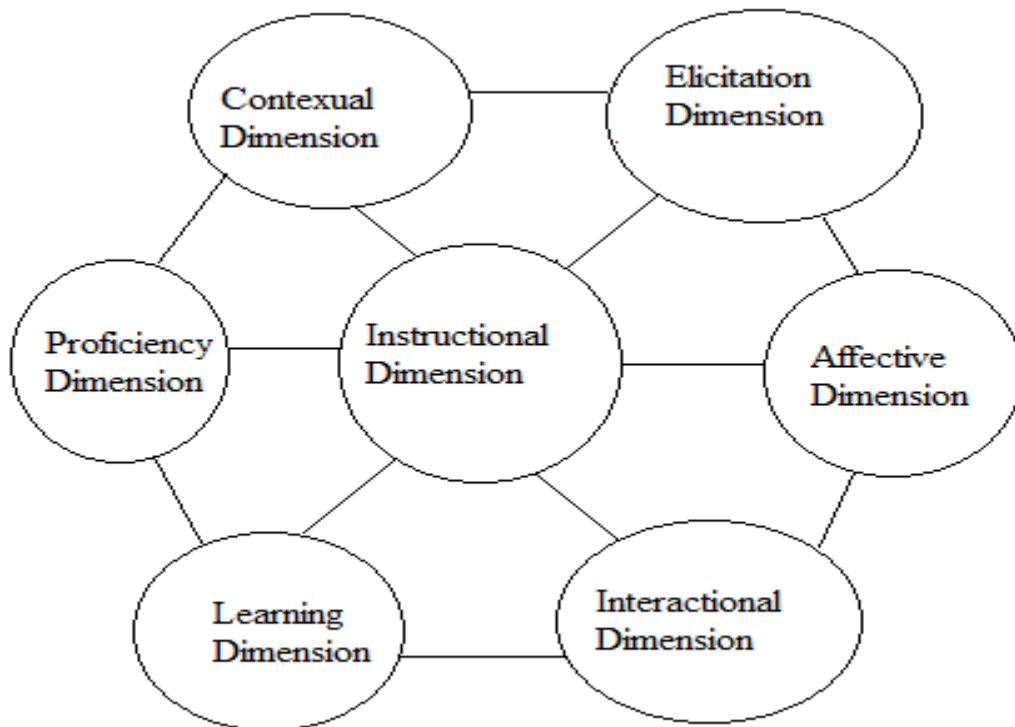 Contexual
Dimension
Elicitation
Dimension
Proficiency
Dimension
Instructional
Dimension
Affective
Dimension
Learning
Dimension
Interactional
Dimension